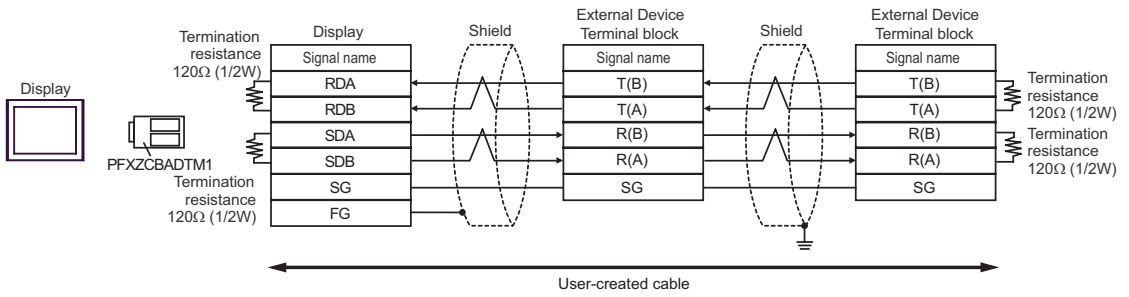 Display
PFXZCBADTM1
Termination
resistance
120Ω (1/2W)
Termination
resistance
120Ω (1/2W)
Display
Signal name
RDA
RDB
SDA
SDB
SG
FG
Shield
External Device
Terminal block
Signal name
T(B)
T(A)
R(B)
R(A)
SG
Shield
External Device
Terminal block
Signal name
T(B)
T(A)
R(B)
R(A)
SG
Termination
resistance
120Ω (1/2W)
Termination
resistance
120Ω (1/2W)
User-created cable